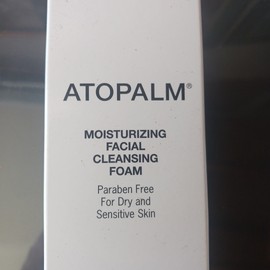 ATOPALM®
MOISTURIZING
FACIAL
CLEANSING
FOAM
Paraben Free
For Dry and
Sensitive Skin